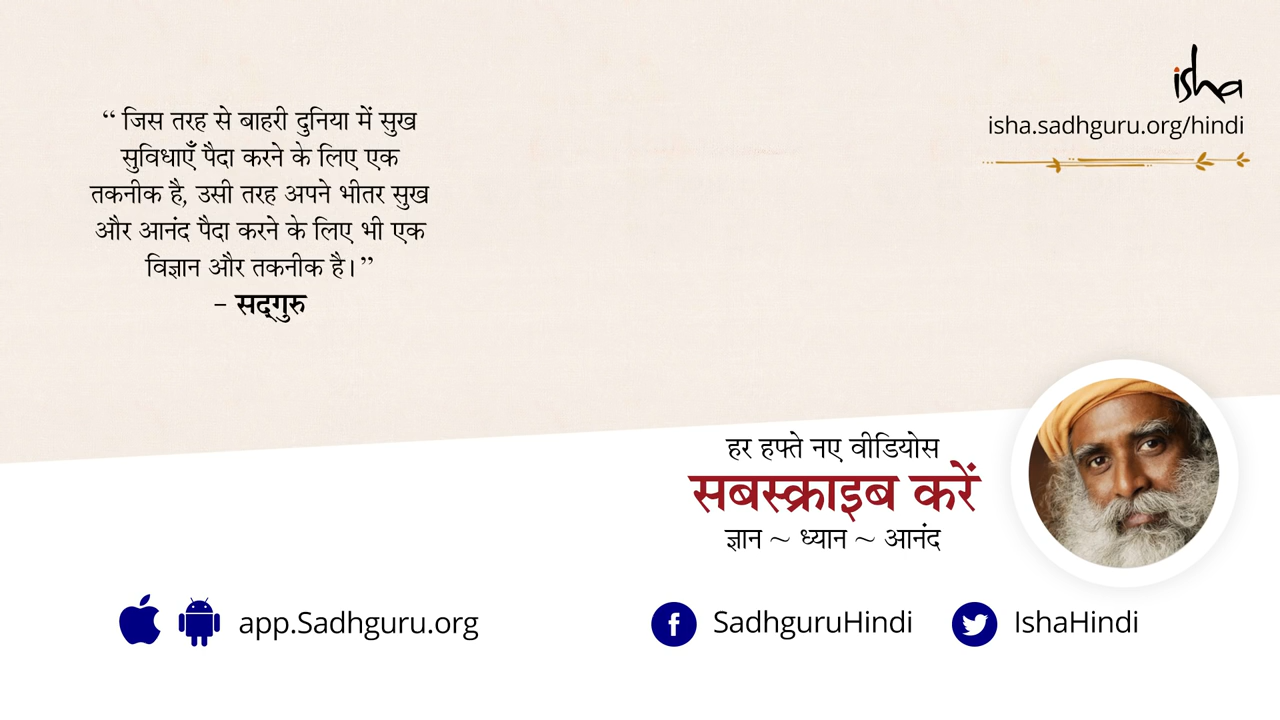 “ जिस तरह से बाहरी दुनिया में सुख
सुविधाएँ पैदा करने के लिए एक
तकनीक है, उसी तरह अपने भीतर सुख
और आनंद पैदा करने के लिए भी एक
विज्ञान और तकनीक है।”
- सद्गुरु
isha
isha.sadhguru.org/hindi
हर हफ्ते नए वीडियोस
सबस्क्राइब करें
ज्ञान ~ ध्यान ~ आनंद
app.Sadhguru.org
SadhguruHindi
IshaHindi